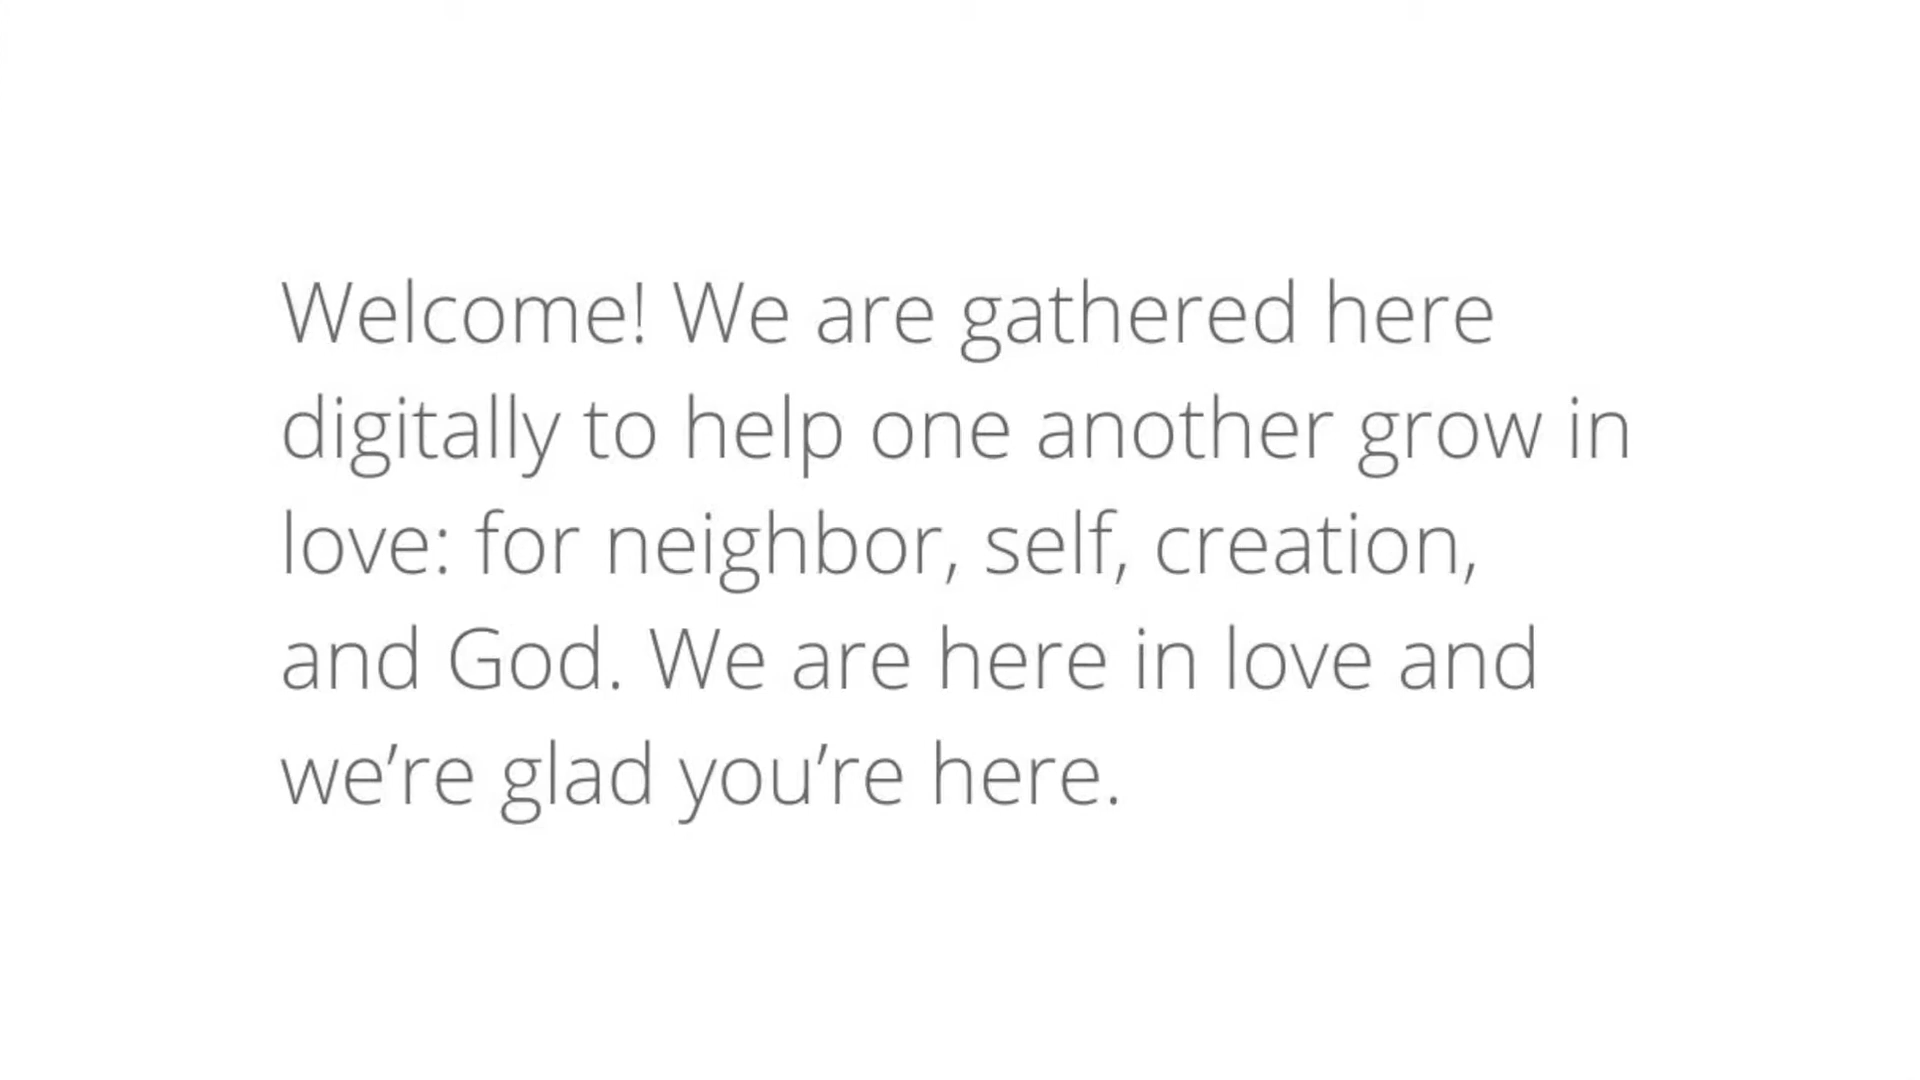 Welcome! We are gathered here
digitally to help one another grow in
love: for neighbor, self, creation,
and God. We are here in love and
we’re glad you’re here.